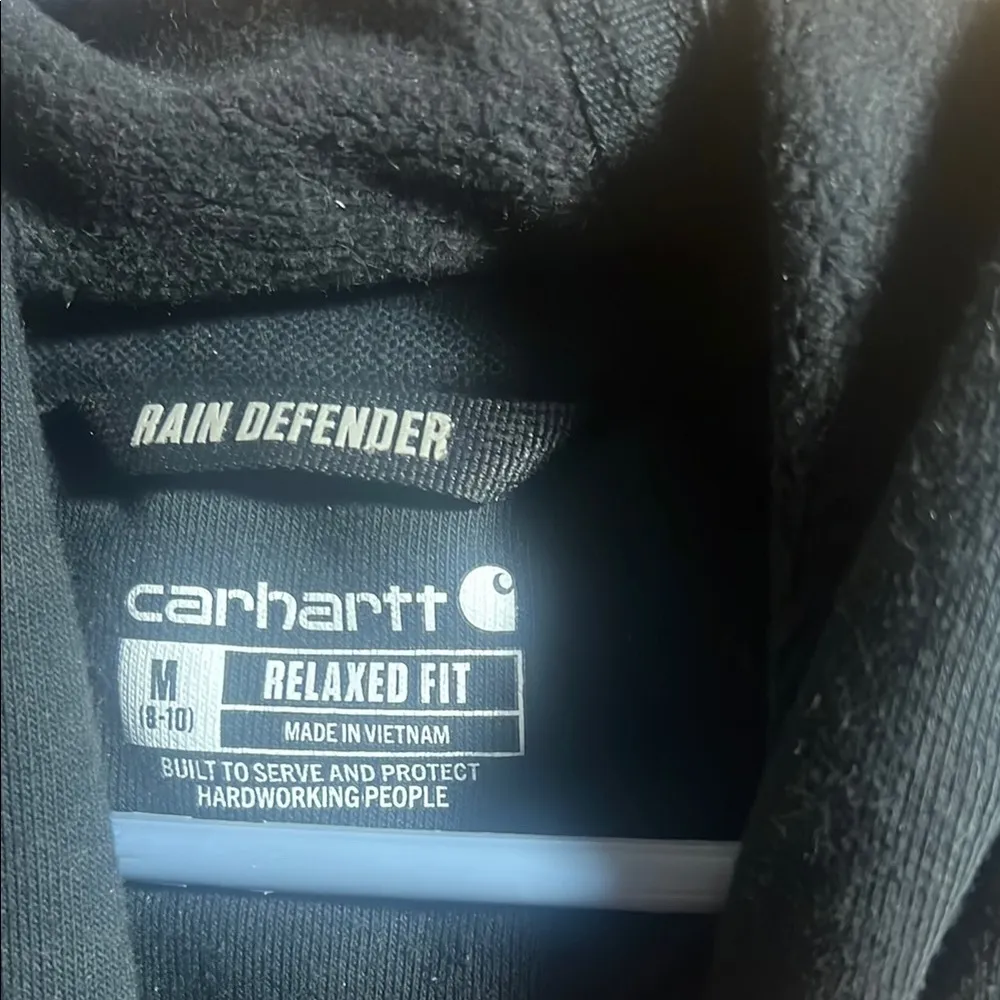 RAIN DEFENDER
carhartt
M
(8-10)
RELAXED FIT
MADE IN VIETNAM
BUILT TO SERVE AND PROTECT
HARDWORKING PEOPLE